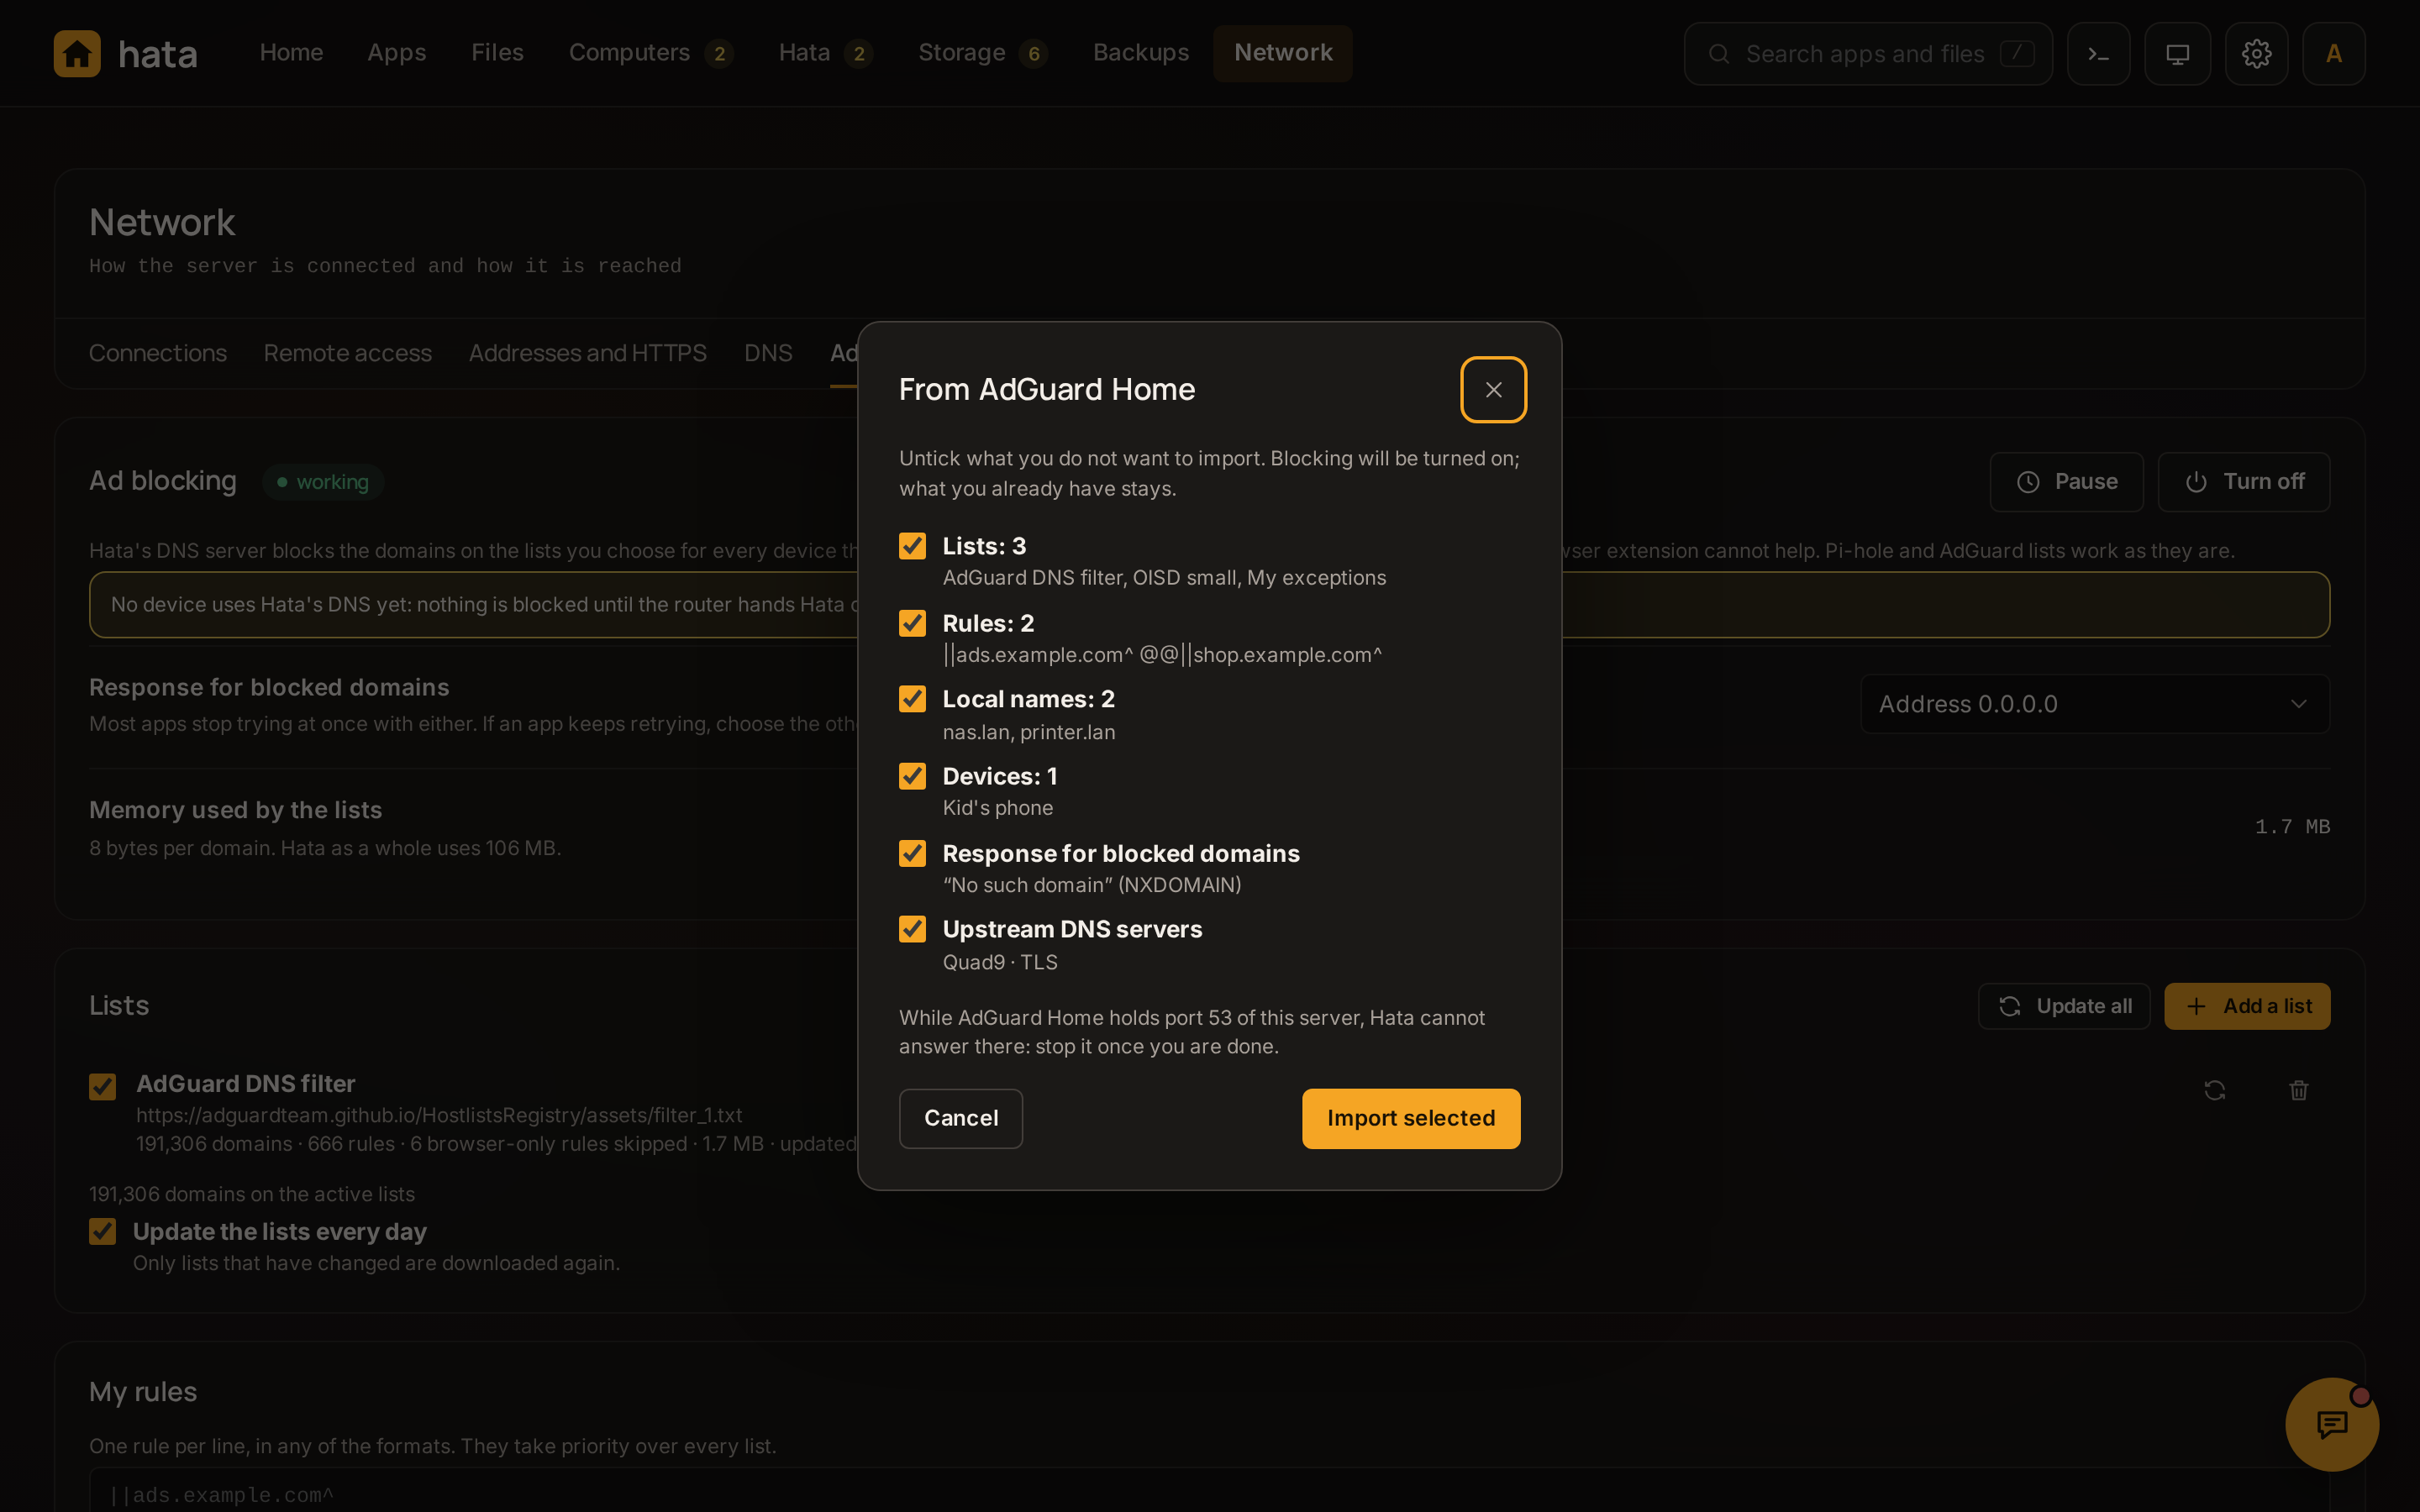 hata
Home
Apps
Files
Computers 2
Hata 2
Storage 6
Backups
Network
Search apps and files /
A
Network
How the server is connected and how it is reached
Connections
Remote access
Addresses and HTTPS
DNS
Ad blocking
working
Pause
Turn off
Hata's DNS server blocks the domains on the lists you choose for every device
extension cannot help. Pi-hole and AdGuard lists work as they are.
No device uses Hata's DNS yet: nothing is blocked until the router hands Hata
Response for blocked domains
Most apps stop trying at once with either. If an app keeps retrying, choose the
Address 0.0.0.0
Memory used by the lists
8 bytes per domain. Hata as a whole uses 106 MB.
1.7 MB
Lists
Update all
Add a list
AdGuard DNS filter
https://adguardteam.github.io/HostlistsRegistry/assets/filter_1.txt
191,306 domains · 666 rules · 6 browser-only rules skipped · 1.7 MB · updated
191,306 domains on the active lists
Update the lists every day
Only lists that have changed are downloaded again.
My rules
One rule per line, in any of the formats. They take priority over every list.
||ads.example.com^
From AdGuard Home
Untick what you do not want to import. Blocking will be turned on;
what you already have stays.
Lists: 3
AdGuard DNS filter, OISD small, My exceptions
Rules: 2
||ads.example.com^ @@||shop.example.com^
Local names: 2
nas.lan, printer.lan
Devices: 1
Kid's phone
Response for blocked domains
“No such domain” (NXDOMAIN)
Upstream DNS servers
Quad9 · TLS
While AdGuard Home holds port 53 of this server, Hata cannot
answer there: stop it once you are done.
Cancel
Import selected